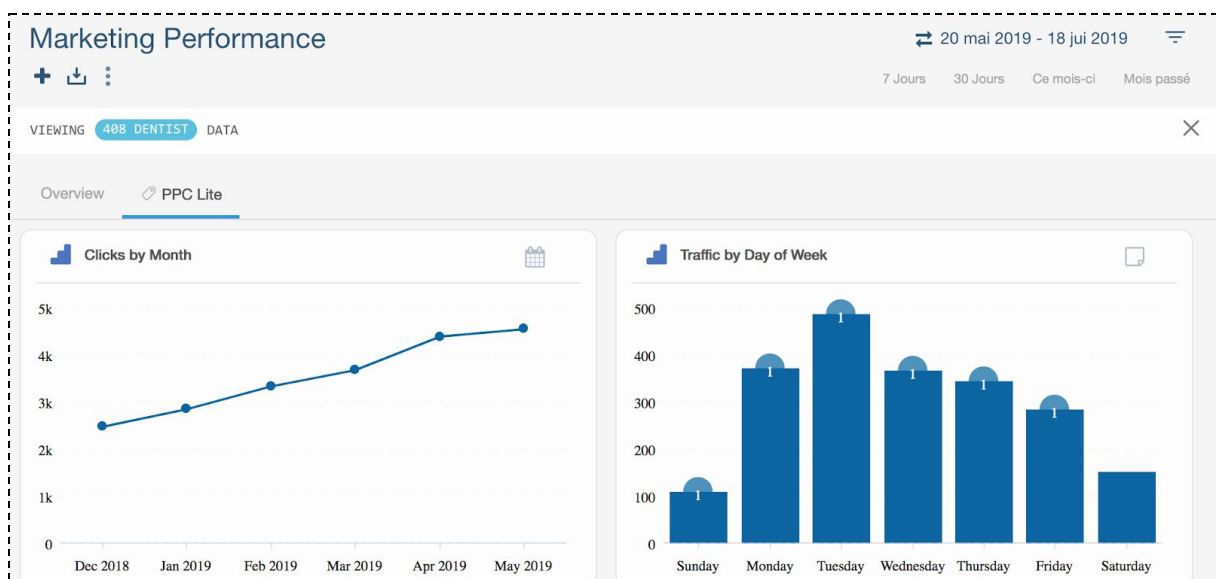 Marketing Performance
20 mai 2019 - 18 jui 2019
7 Jours 30 Jours Ce mois-ci Mois passé
VIEWING 408 DENTIST DATA
Overview PPC Lite
Clicks by Month
5k
4k
3k
2k
1k
0
Dec 2018 Jan 2019 Feb 2019 Mar 2019 Apr 2019 May 2019
Traffic by Day of Week
500
400
300
200
100
0
1 1 1 1 1 1
Sunday Monday Tuesday Wednesday Thursday Friday Saturday